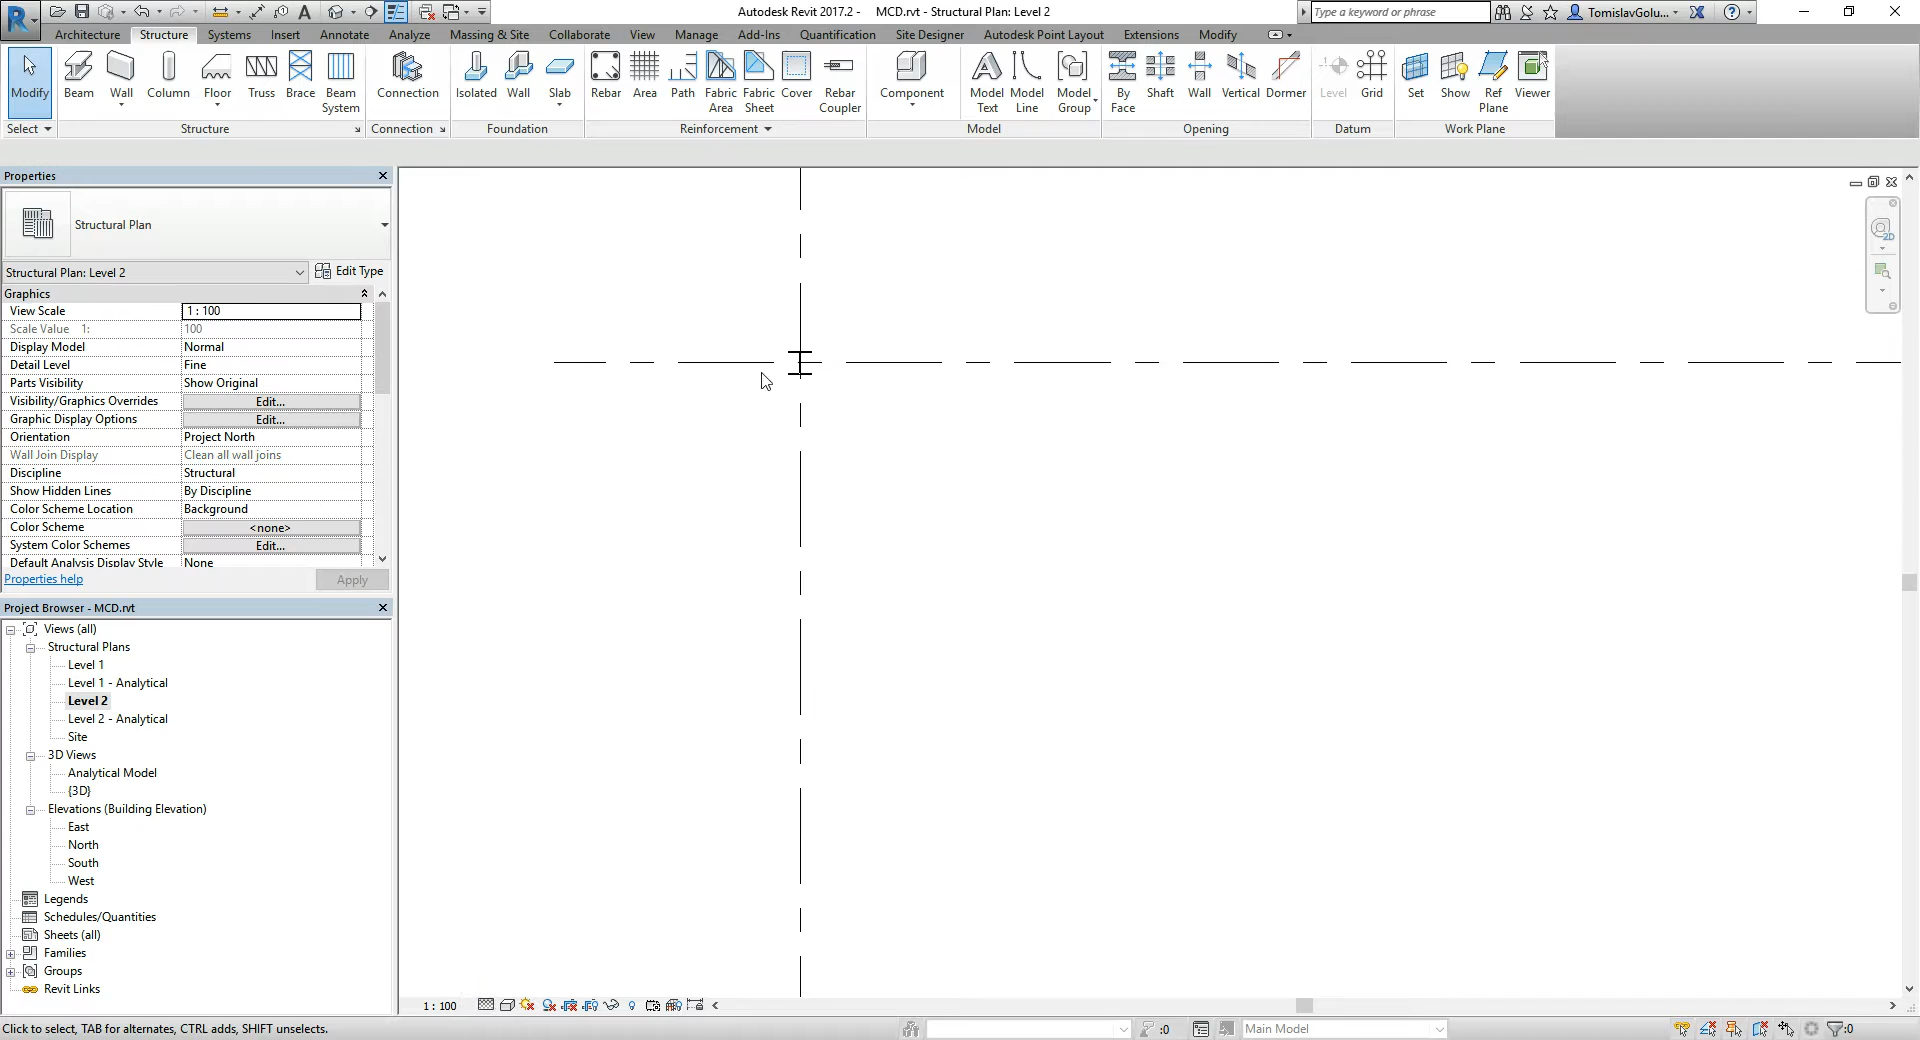 Autodesk Revit 2017.2 - MCD.rvt - Structural Plan: Level 2
Type a keyword or phrase
TomislavGolu...
Architecture Structure Systems Insert Annotate Analyze Massing & Site Collaborate View Manage Add-Ins Quantification Site Designer Autodesk Point Layout Extensions Modify
Modify Beam Wall Column Floor Truss Brace Beam System Connection Isolated Wall Slab Rebar Area Path Fabric Area Fabric Sheet Cover Rebar Coupler Component Model Text Model Line Model Group By Face Shaft Wall Vertical Dormer Level Grid Set Show Ref Plane Viewer
Select Structure Connection Foundation Reinforcement Model Opening Datum Work Plane
Properties
Structural Plan
Structural Plan: Level 2 Edit Type
Graphics
View Scale 1 : 100
Scale Value 1: 100
Display Model Normal
Detail Level Fine
Parts Visibility Show Original
Visibility/Graphics Overrides Edit...
Graphic Display Options Edit...
Orientation Project North
Wall Join Display Clean all wall joins
Discipline Structural
Show Hidden Lines By Discipline
Color Scheme Location Background
Color Scheme <none>
System Color Schemes Edit...
Default Analysis Display Style None
Properties help Apply
Project Browser - MCD.rvt
Views (all)
Structural Plans
Level 1
Level 1 - Analytical
Level 2
Level 2 - Analytical
Site
3D Views
Analytical Model
{3D}
Elevations (Building Elevation)
East
North
South
West
Legends
Schedules/Quantities
Sheets (all)
Families
Groups
Revit Links
2D
1 : 100
Click to select, TAB for alternates, CTRL adds, SHIFT unselects.
:0
Main Model
:0